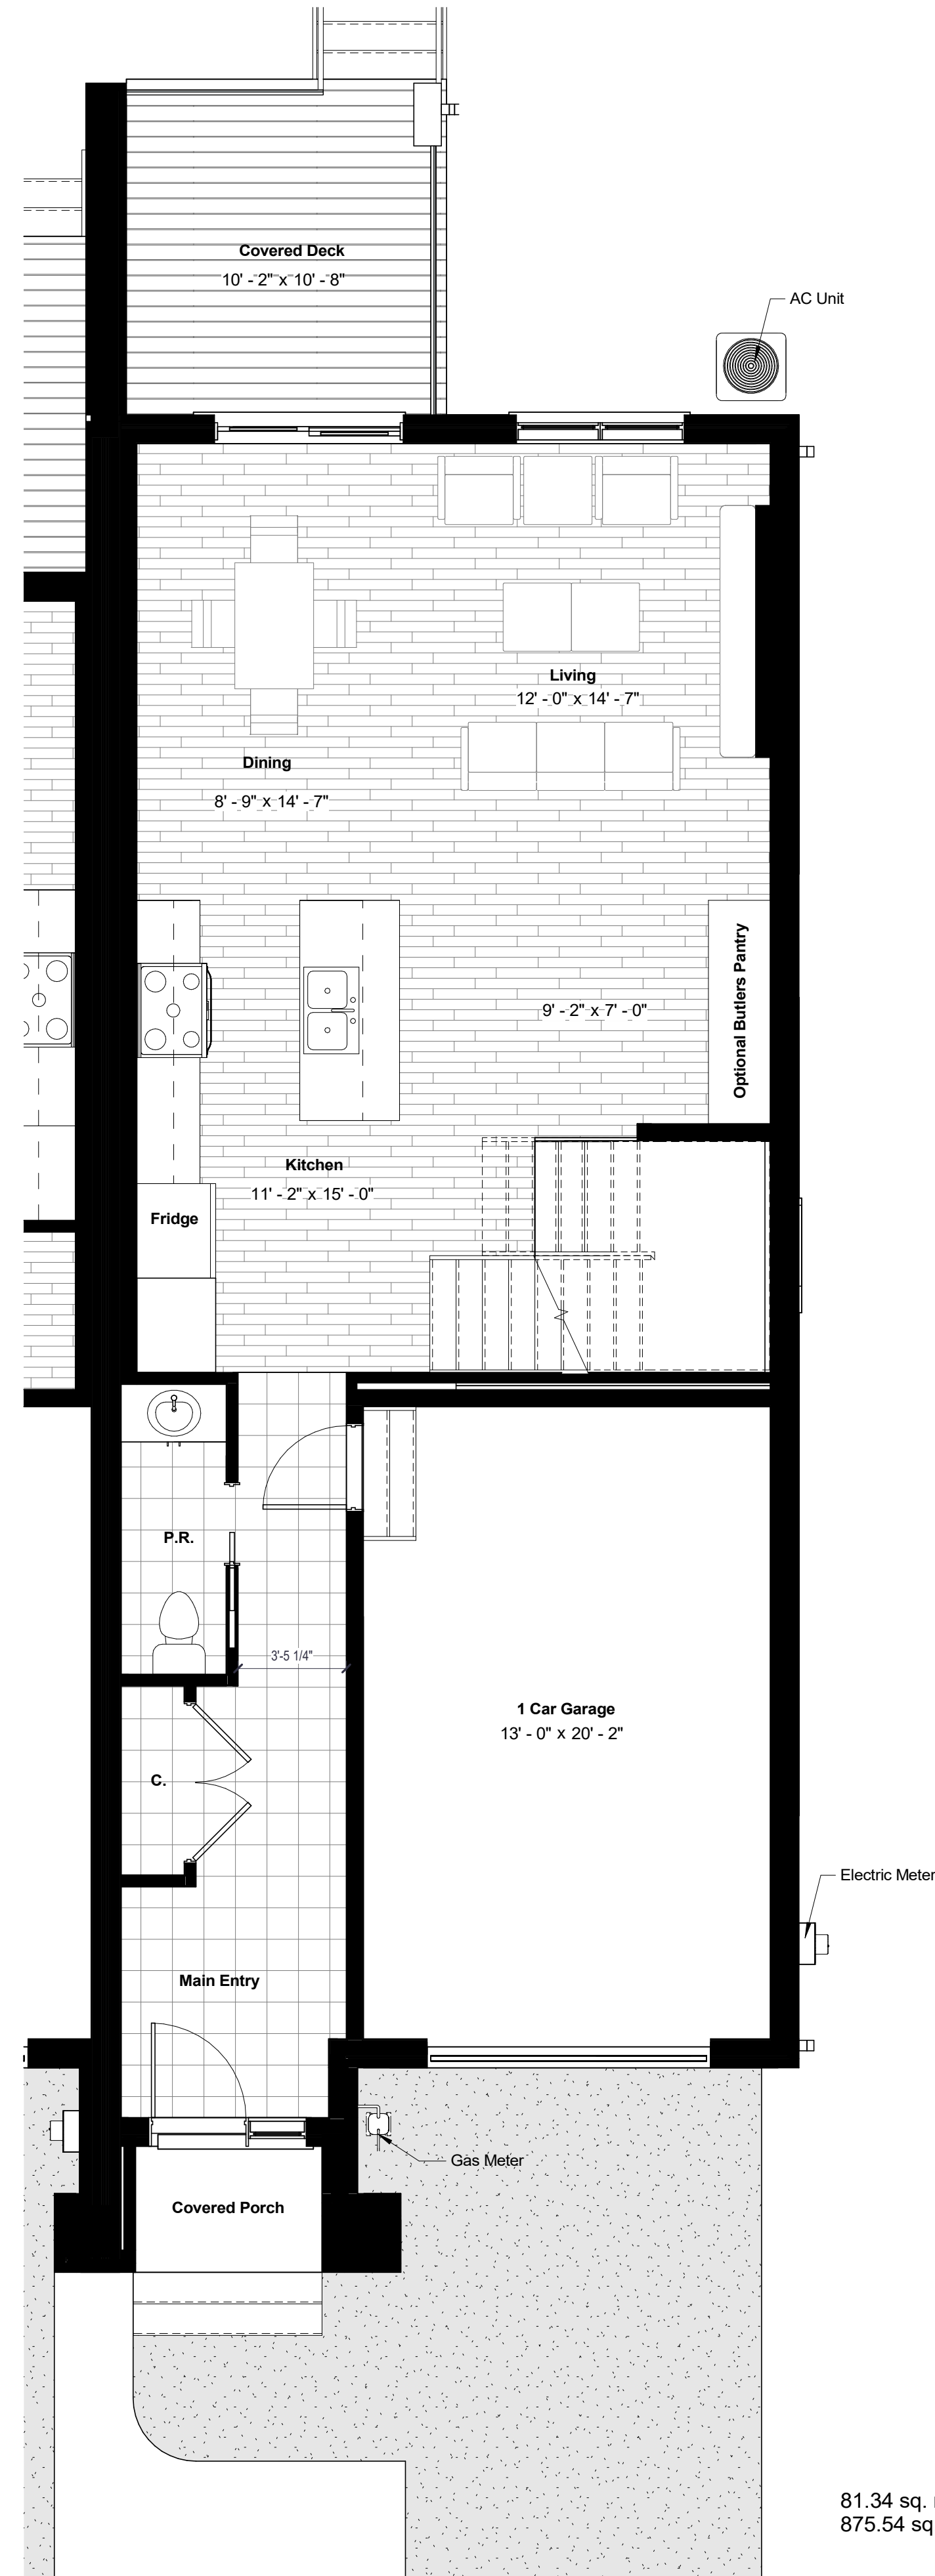 Covered Deck
10' - 2" x 10' - 8"
AC Unit
Living
12' - 0" x 14' - 7"
Dining
8' - 9" x 14' - 7"
Optional Butlers Pantry
9' - 2" x 7' - 0"
Kitchen
11' - 2" x 15' - 0"
Fridge
P.R.
3'-5 1/4"
1 Car Garage
13' - 0" x 20' - 2"
C.
Electric Meter
Main Entry
Gas Meter
Covered Porch
81.34 sq.
875.54 sq